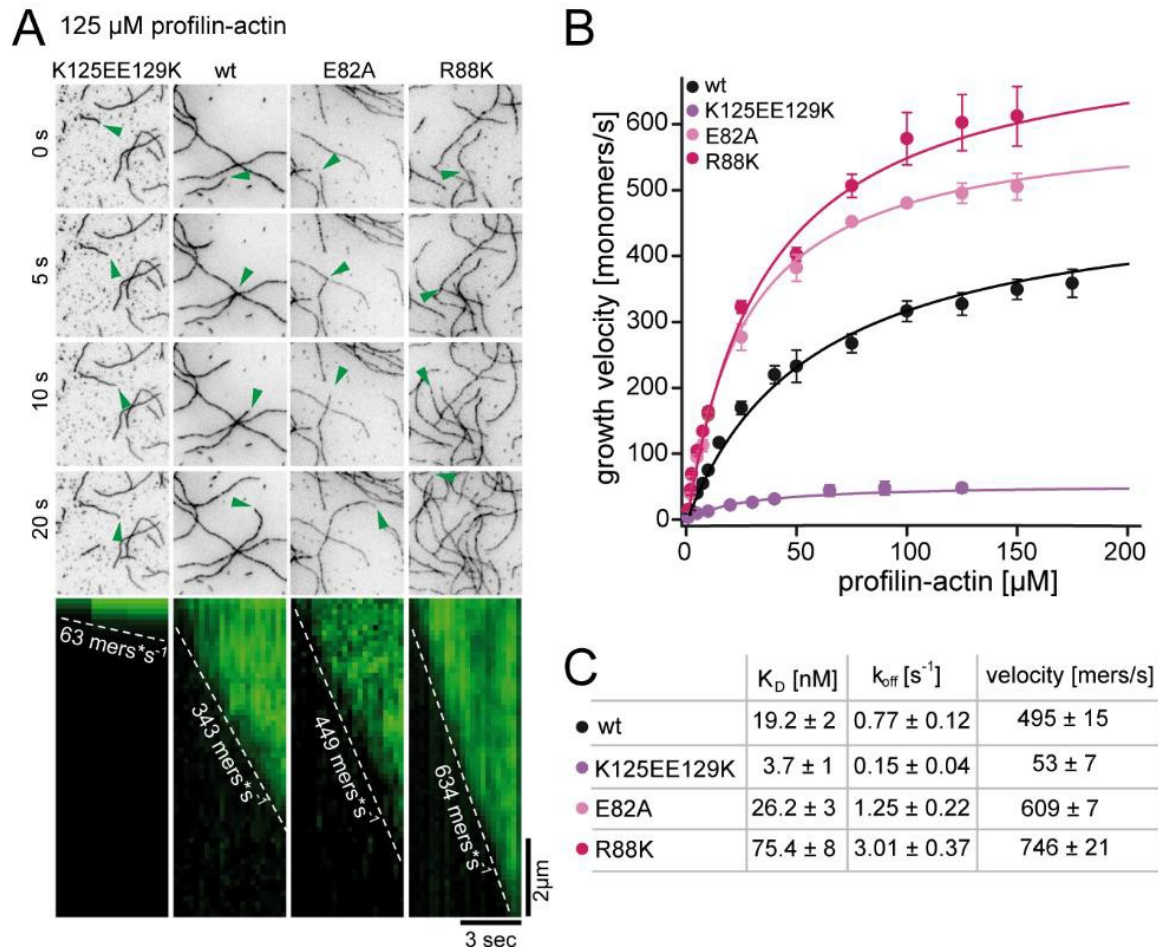 A 125 µM profilin-actin
K125EE129K wt E82A R88K
0 s
5 s
10 s
20 s
63 mers*s⁻¹
343 mers*s⁻¹
449 mers*s⁻¹
634 mers*s⁻¹
2µm
3 sec
B
wt
K125EE129K
E82A
R88K
growth velocity [monomers/s]
600
500
400
300
200
100
0
0 50 100 150 200
profilin-actin [µM]
C
K_D [nM] k_off [s⁻¹] velocity [mers/s]
wt 19.2 ± 2 0.77 ± 0.12 495 ± 15
K125EE129K 3.7 ± 1 0.15 ± 0.04 53 ± 7
E82A 26.2 ± 3 1.25 ± 0.22 609 ± 7
R88K 75.4 ± 8 3.01 ± 0.37 746 ± 21